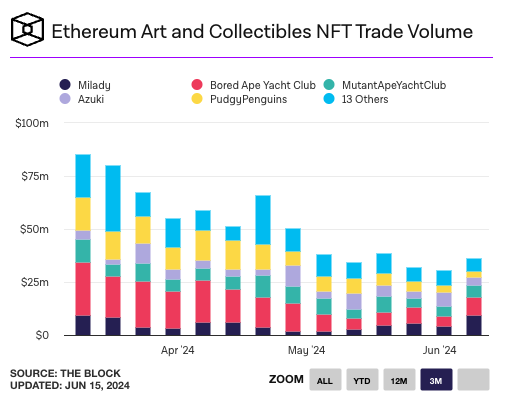 Ethereum Art and Collectibles NFT Trade Volume
Milady
Bored Ape Yacht Club
MutantApeYachtClub
Azuki
PudgyPenguins
13 Others
$100m
$75m
$50m
$25m
$0
Apr '24
May '24
Jun '24
SOURCE: THE BLOCK
UPDATED: JUN 15, 2024
ZOOM
ALL
YTD
12M
3M